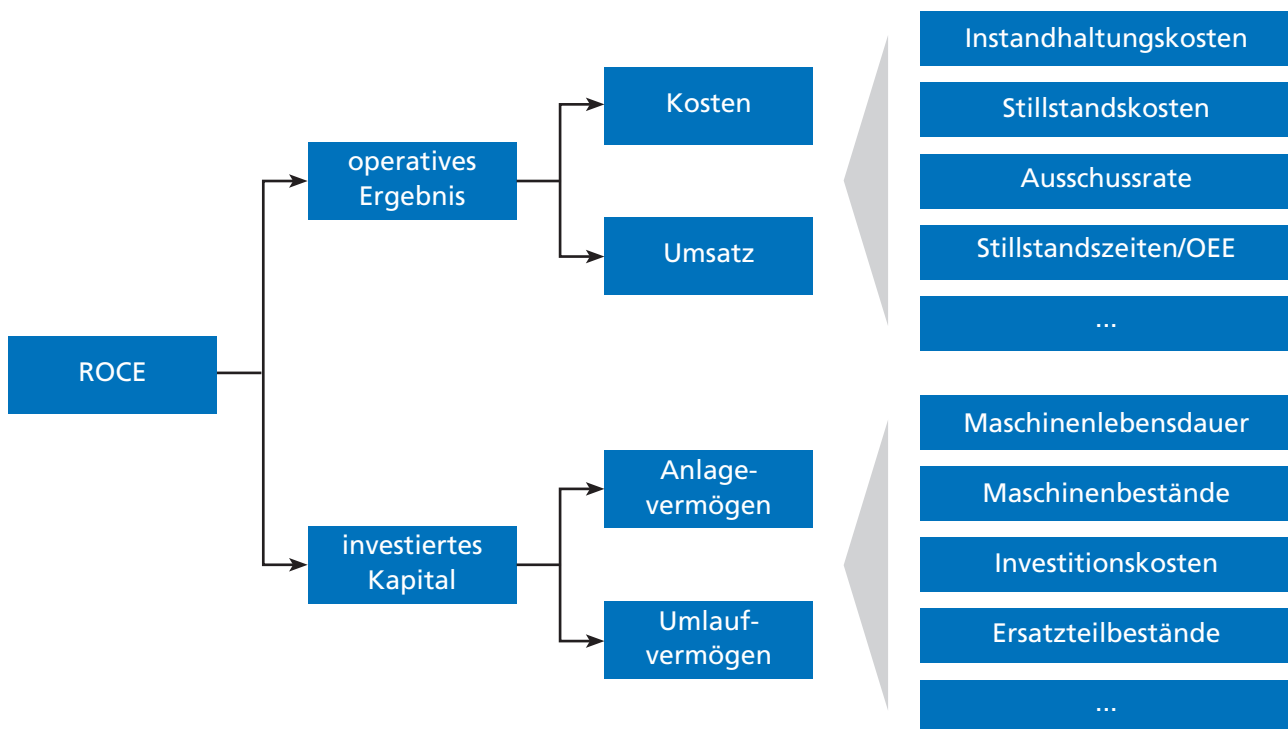 ROCE
operatives
Ergebnis
investiertes
Kapital
Kosten
Umsatz
Anlage-
vermögen
Umlauf-
vermögen
Instandhaltungskosten
Stillstandskosten
Ausschussrate
Stillstandszeiten/OEE
...
Maschinenlebensdauer
Maschinenbestände
Investitionskosten
Ersatzteilbestände
...